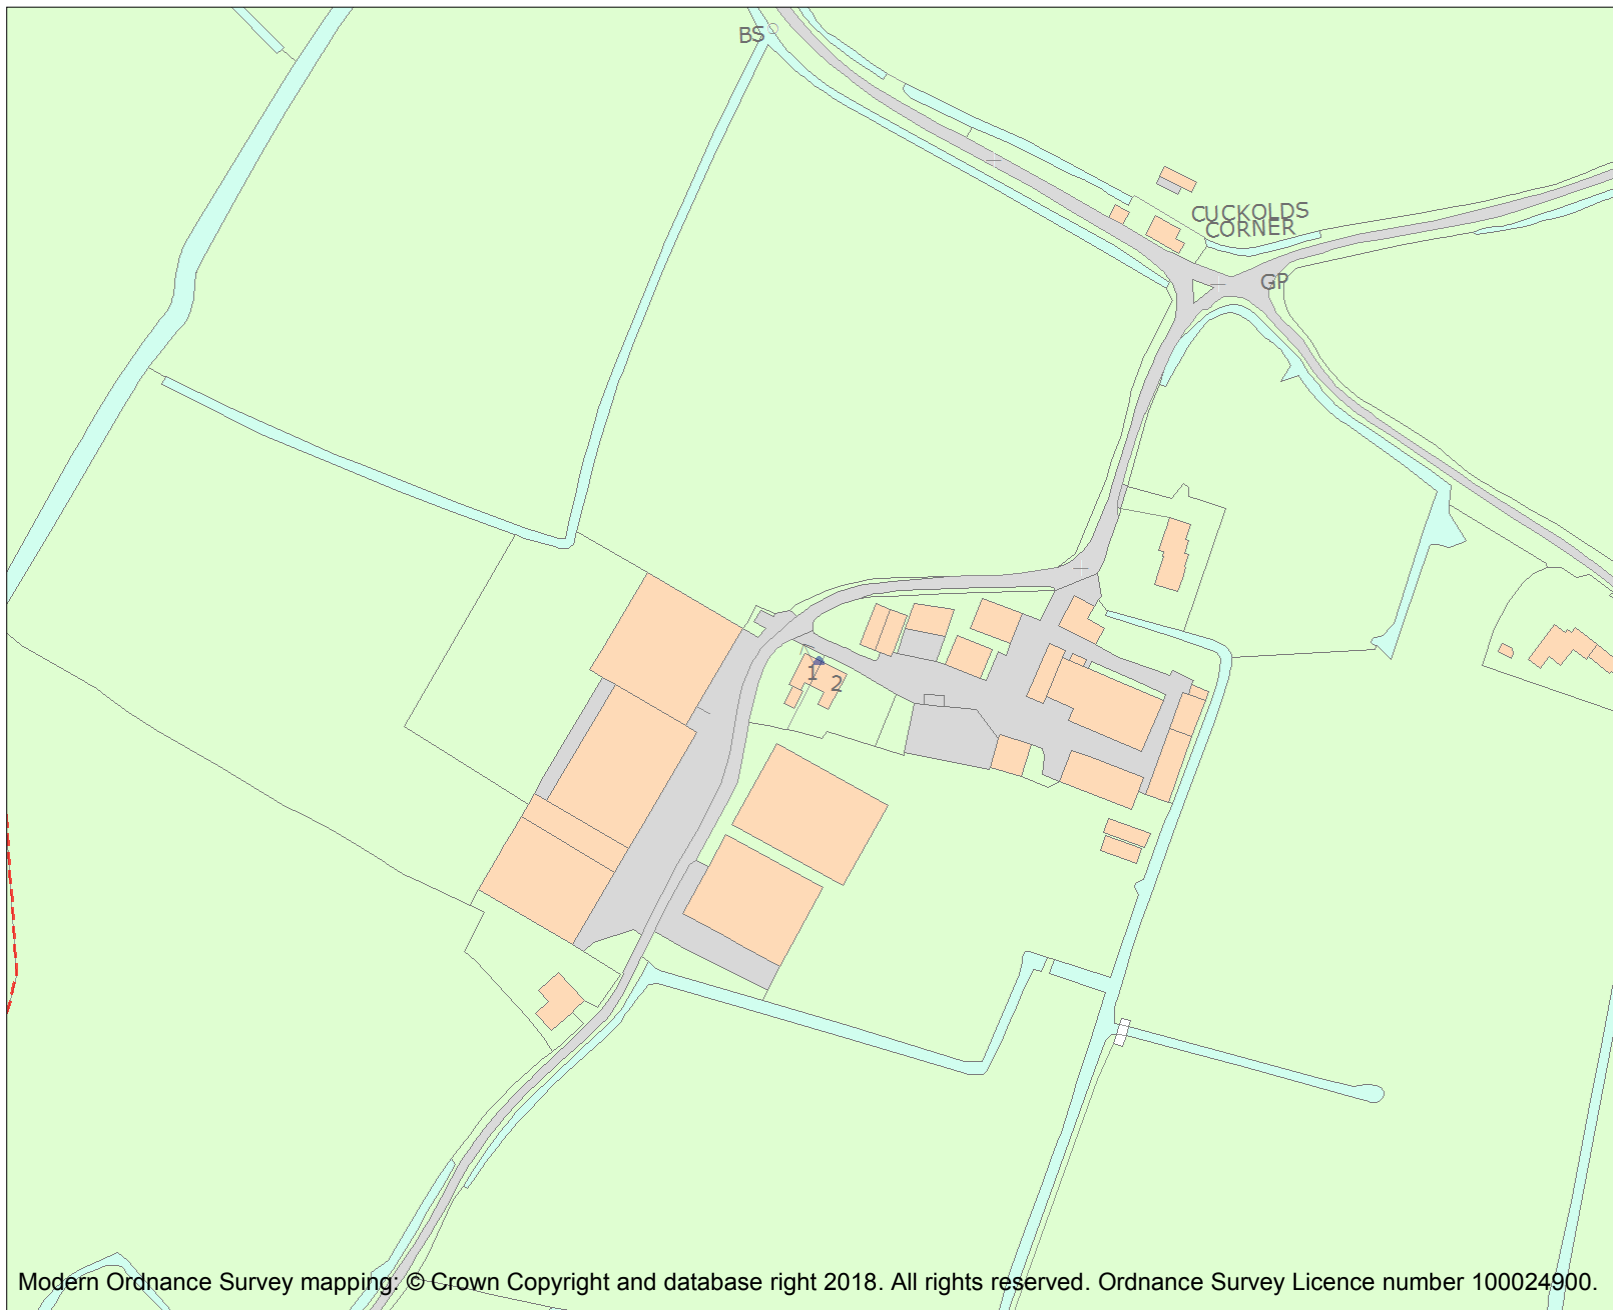 BS
CUCKOLDS
CORNER
GP
1
2
Modern Ordnance Survey mapping: © Crown Copyright and database right 2018. All rights reserved. Ordnance Survey Licence number 100024900.